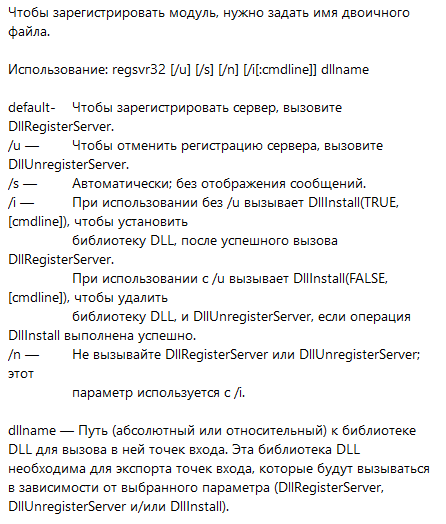 Чтобы зарегистрировать модуль, нужно задать имя двоичного
файла.
Использование: regsvr32 [/u] [/s] [/n] [/i[:cmdline]] dllname
default- Чтобы зарегистрировать сервер, вызовите
DllRegisterServer.
/u — Чтобы отменить регистрацию сервера, вызовите
DllUnregisterServer.
/s — Автоматически; без отображения сообщений.
/i — При использовании без /u вызывает DllInstall(TRUE,
[cmdline]), чтобы установить
библиотеку DLL, после успешного вызова
DllRegisterServer.
При использовании с /u вызывает DllInstall(FALSE,
[cmdline]), чтобы удалить
библиотеку DLL, и DllUnregisterServer, если операция
DllInstall выполнена успешно.
/n — Не вызывайте DllRegisterServer или DllUnregisterServer;
этот
параметр используется с /i.
dllname — Путь (абсолютный или относительный) к библиотеке
DLL для вызова в ней точек входа. Эта библиотека DLL
необходима для экспорта точек входа, которые будут вызываться
в зависимости от выбранного параметра (DllRegisterServer,
DllUnregisterServer и/или DllInstall).